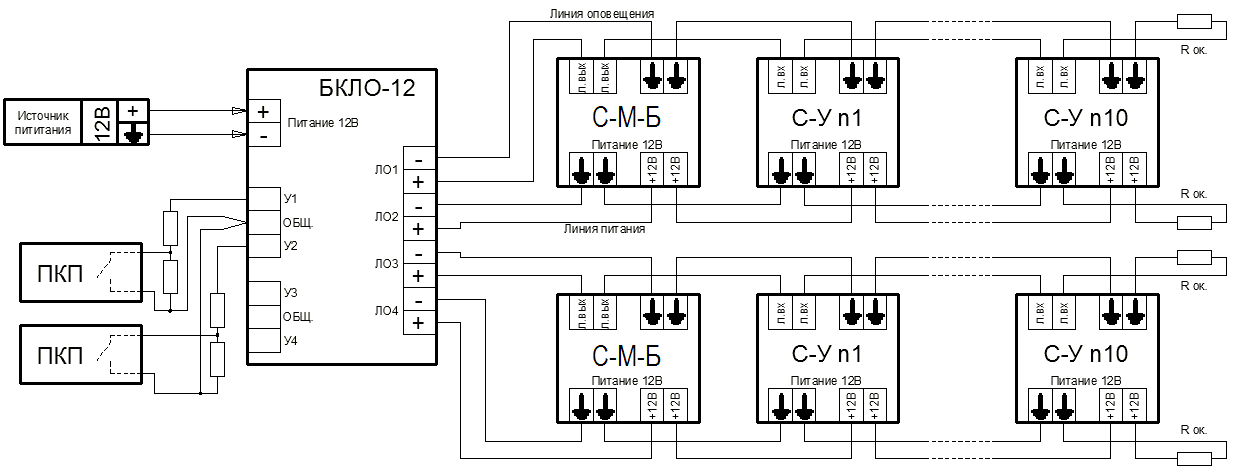 Линия оповещения
R ок.
Л.ВЫХ
Л.ВЫХ
Л.ВХ
Л.ВХ
Л.ВХ
Л.ВХ
БКЛО-12
Источник
пититания
12В
+
+
-
Питание 12В
С-М-Б
С-У n1
С-У n10
Питание 12В
Питание 12В
Питание 12В
+12В
+12В
+12В
+12В
+12В
+12В
ЛО1
-
+
ЛО2
-
+
ЛО3
-
+
ЛО4
-
+
У1
ОБЩ.
У2
У3
ОБЩ.
У4
R ок.
Линия питания
ПКП
ПКП
R ок.
Л.ВЫХ
Л.ВЫХ
Л.ВХ
Л.ВХ
Л.ВХ
Л.ВХ
С-М-Б
С-У n1
С-У n10
Питание 12В
Питание 12В
Питание 12В
+12В
+12В
+12В
+12В
+12В
+12В
R ок.